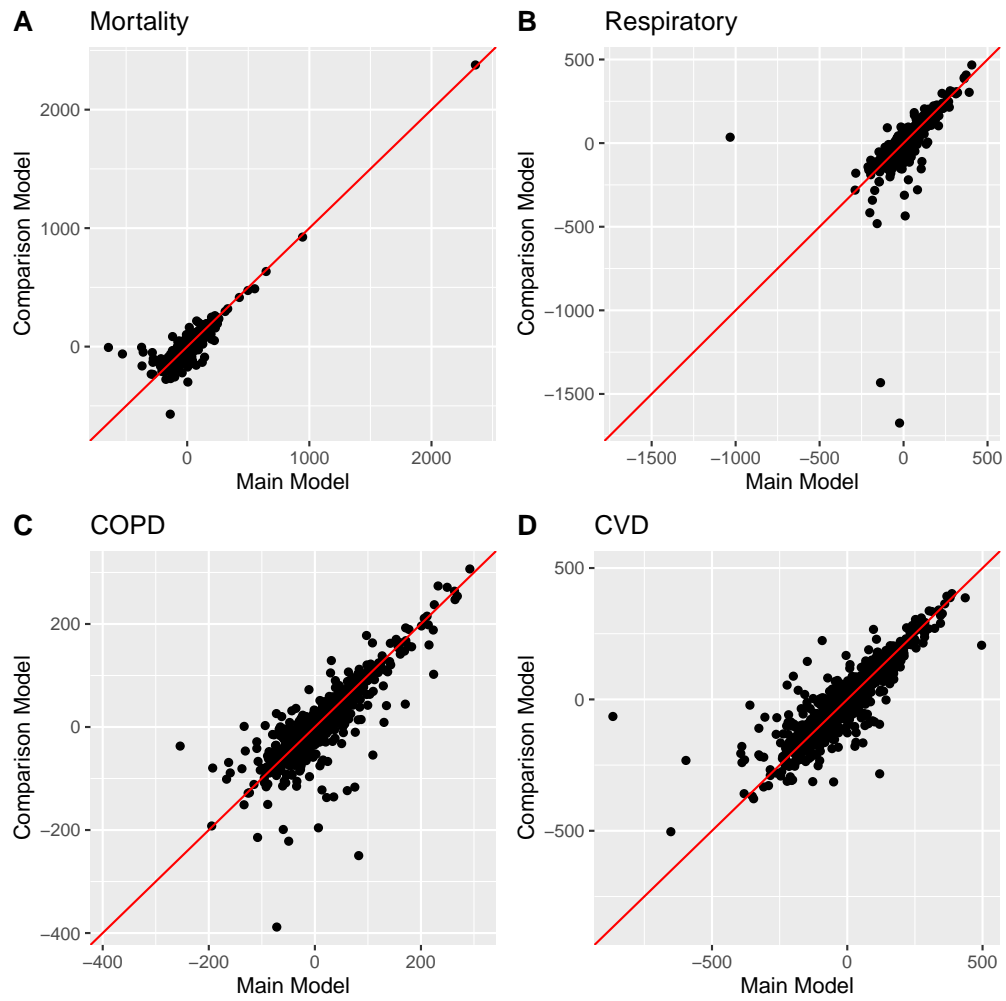 A Mortality
Comparison Model
2000
1000
0
0 1000 2000
Main Model
B Respiratory
Comparison Model
500
0
−500
−1000
−1500
−1500 −1000 −500 0 500
Main Model
C COPD
Comparison Model
200
0
−200
−400
−400 −200 0 200
Main Model
D CVD
Comparison Model
500
0
−500
−500 0 500
Main Model